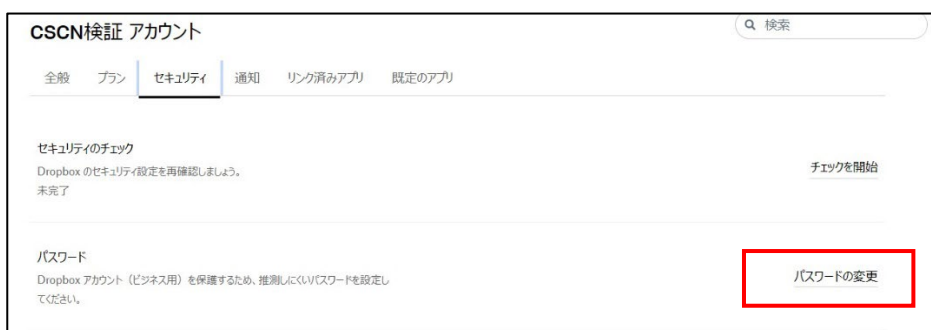 CSCN検証 アカウント
検索
全般 プラン セキュリティ 通知 リンク済みアプリ 既定のアプリ
セキュリティのチェック
Dropbox のセキュリティ設定を再確認しましょう。
未完了
チェックを開始
パスワード
Dropbox アカウント（ビジネス用）を保護するため、推測しにくいパスワードを設定し
てください。
パスワードの変更